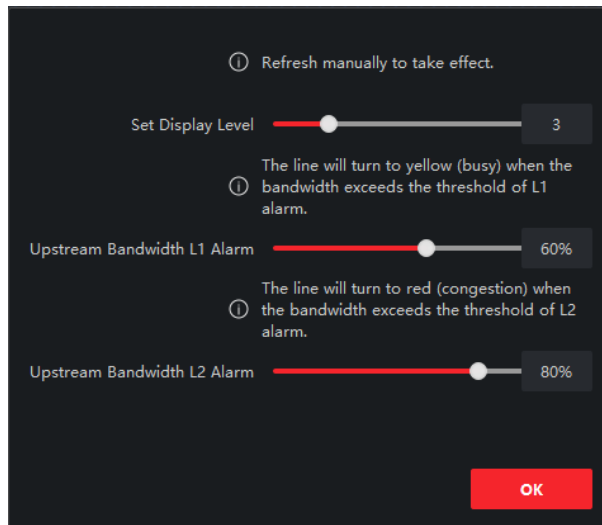 Refresh manually to take effect.
Set Display Level
3
The line will turn to yellow (busy) when the
bandwidth exceeds the threshold of L1
alarm.
Upstream Bandwidth L1 Alarm
60%
The line will turn to red (congestion) when
the bandwidth exceeds the threshold of L2
alarm.
Upstream Bandwidth L2 Alarm
80%
OK